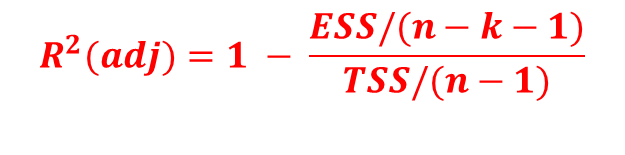 R²(adj) = 1 − ESS/(n − k − 1)
TSS/(n − 1)